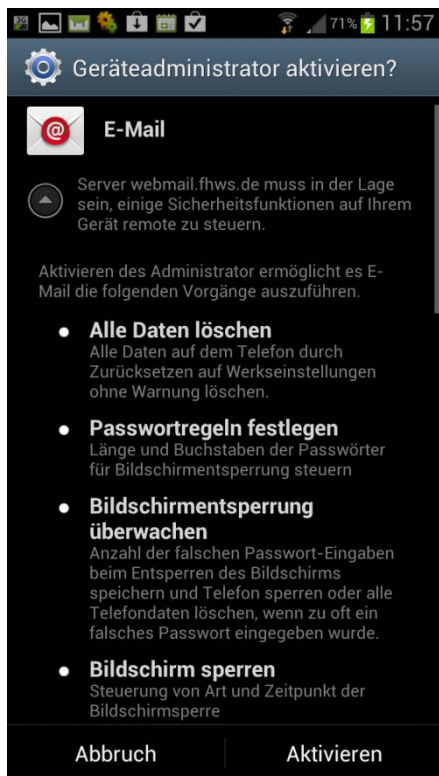 71% 11:57
Geräteadministrator aktivieren?
E-Mail
Server webmail.fhws.de muss in der Lage
sein, einige Sicherheitsfunktionen auf Ihrem
Gerät remote zu steuern.
Aktivieren des Administrator ermöglicht es E-
Mail die folgenden Vorgänge auszuführen.
• Alle Daten löschen
Alle Daten auf dem Telefon durch
Zurücksetzen auf Werkseinstellungen
ohne Warnung löschen.
• Passwortregeln festlegen
Länge und Buchstaben der Passwörter
für Bildschirmentsperrung steuern
• Bildschirmentsperrung
überwachen
Anzahl der falschen Passwort-Eingaben
beim Entsperren des Bildschirms
speichern und Telefon sperren oder alle
Telefondaten löschen, wenn zu oft ein
falsches Passwort eingegeben wurde.
• Bildschirm sperren
Steuerung von Art und Zeitpunkt der
Bildschirmsperre
Abbruch
Aktivieren